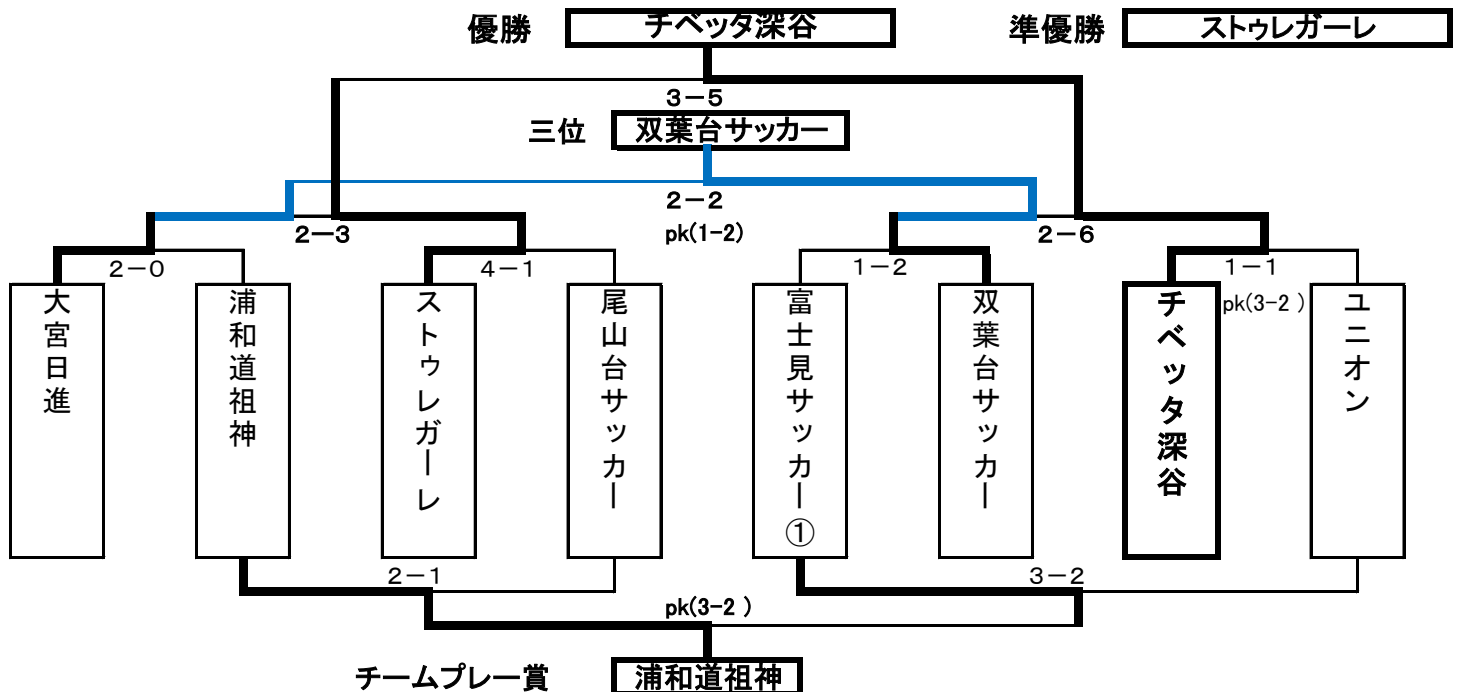 優勝 チベッタ深谷 準優勝 ストゥレガーレ
3－5
三位 双葉台サッカー
2－2
2－3 pk(1-2) 2－6
2－0 4－1 1－2 1－1
pk(3-2 )
大宮日進
浦和道祖神
ストゥレガーレ
尾山台サッカー
富士見サッカー①
双葉台サッカー
チベッタ深谷
ユニオン
2－1 3－2
pk(3-2 )
チームプレー賞 浦和道祖神